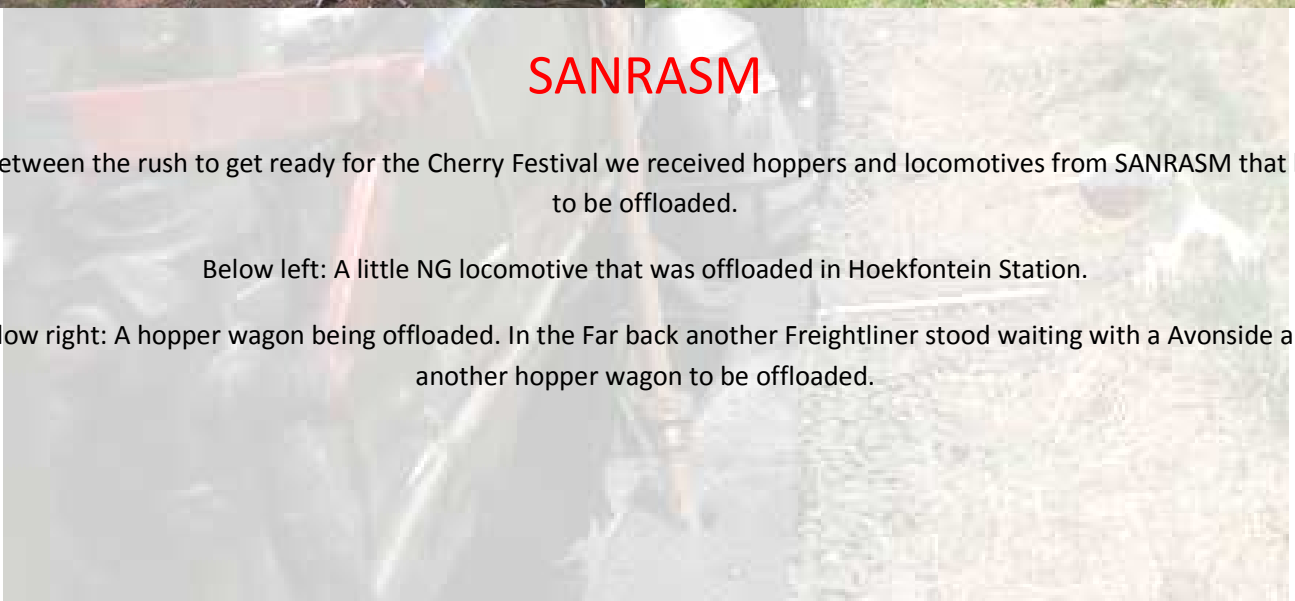 SANRASM
etween the rush to get ready for the Cherry Festival we received hoppers and locomotives from SANRASM that
to be offloaded.
Below left: A little NG locomotive that was offloaded in Hoekfontein Station.
low right: A hopper wagon being offloaded. In the Far back another Freightliner stood waiting with a Avonside a
another hopper wagon to be offloaded.